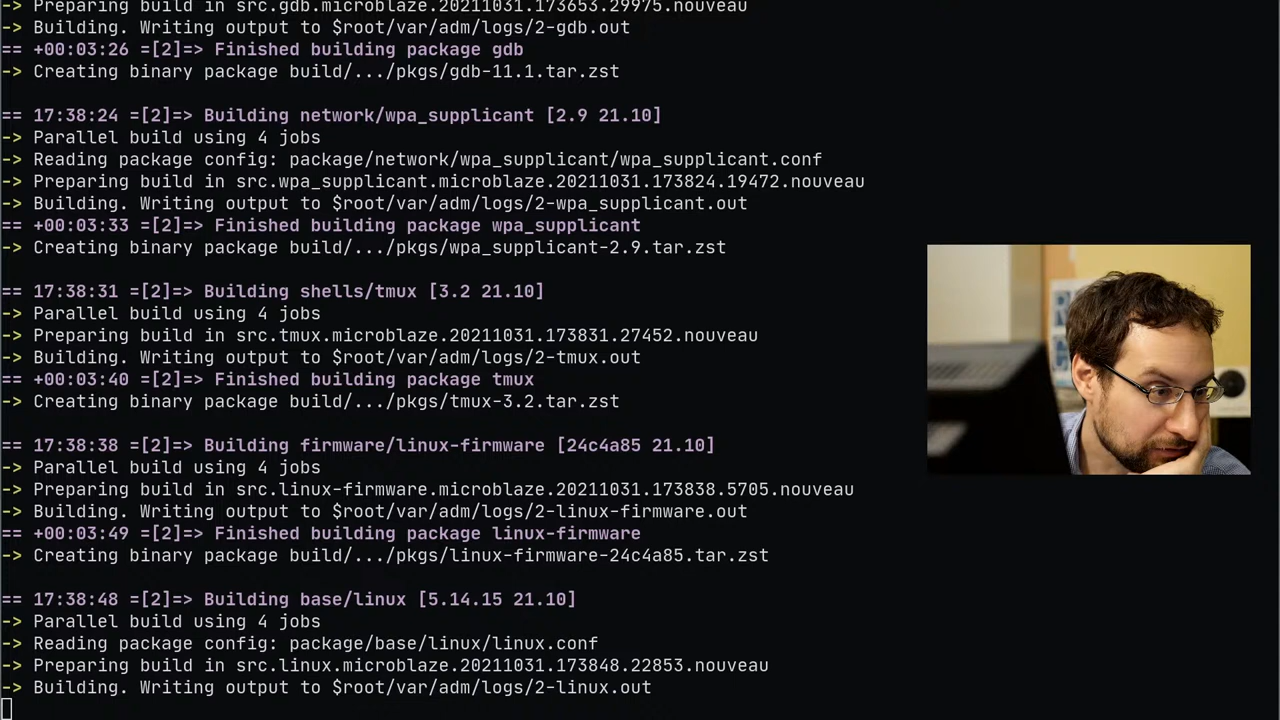 -> Preparing build in src.gdb.microblaze.20211031.173653.29975.nouveau
-> Building. Writing output to $root/var/adm/logs/2-gdb.out
== +00:03:26 =[2]=> Finished building package gdb
-> Creating binary package build/.../pkgs/gdb-11.1.tar.zst
== 17:38:24 =[2]=> Building network/wpa_supplicant [2.9 21.10]
-> Parallel build using 4 jobs
-> Reading package config: package/network/wpa_supplicant/wpa_supplicant.conf
-> Preparing build in src.wpa_supplicant.microblaze.20211031.173824.19472.nouveau
-> Building. Writing output to $root/var/adm/logs/2-wpa_supplicant.out
== +00:03:33 =[2]=> Finished building package wpa_supplicant
-> Creating binary package build/.../pkgs/wpa_supplicant-2.9.tar.zst
== 17:38:31 =[2]=> Building shells/tmux [3.2 21.10]
-> Parallel build using 4 jobs
-> Preparing build in src.tmux.microblaze.20211031.173831.27452.nouveau
-> Building. Writing output to $root/var/adm/logs/2-tmux.out
== +00:03:40 =[2]=> Finished building package tmux
-> Creating binary package build/.../pkgs/tmux-3.2.tar.zst
== 17:38:38 =[2]=> Building firmware/linux-firmware [24c4a85 21.10]
-> Parallel build using 4 jobs
-> Preparing build in src.linux-firmware.microblaze.20211031.173838.5705.nouveau
-> Building. Writing output to $root/var/adm/logs/2-linux-firmware.out
== +00:03:49 =[2]=> Finished building package linux-firmware
-> Creating binary package build/.../pkgs/linux-firmware-24c4a85.tar.zst
== 17:38:48 =[2]=> Building base/linux [5.14.15 21.10]
-> Parallel build using 4 jobs
-> Reading package config: package/base/linux/linux.conf
-> Preparing build in src.linux.microblaze.20211031.173848.22853.nouveau
-> Building. Writing output to $root/var/adm/logs/2-linux.out